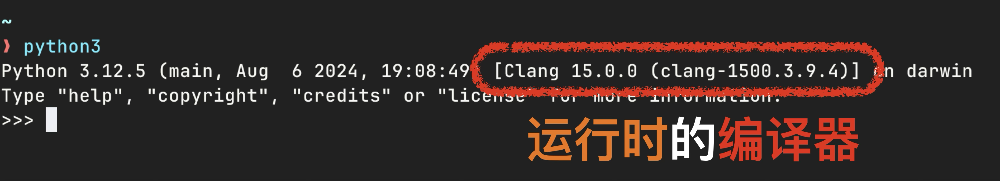 ~
❯ python3
Python 3.12.5 (main, Aug  6 2024, 19:08:49 [Clang 15.0.0 (clang-1500.3.9.4)] on darwin
Type "help", "copyright", "credits" or "license" for more information.
>>>
运行时的编译器